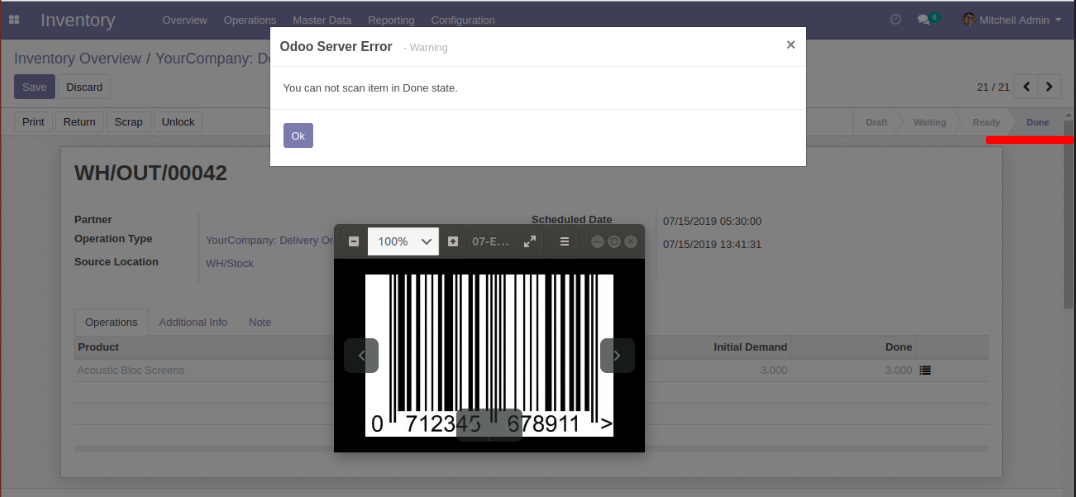 Inventory Overview Operations Master Data Reporting Configuration 6 Mitchell Admin
Odoo Server Error - Warning ×
Inventory Overview / YourCompany: De
You can not scan item in Done state.
Save Discard 21 / 21
Ok
Print Return Scrap Unlock Draft Waiting Ready Done
WH/OUT/00042
Partner Scheduled Date 07/15/2019 05:30:00
Operation Type YourCompany: Delivery Or 07/15/2019 13:41:31
Source Location WH/Stock
100% 07-E...
Operations Additional Info Note
Product Initial Demand Done
Acoustic Bloc Screens 3.000 3.000
0 712345 678911 >